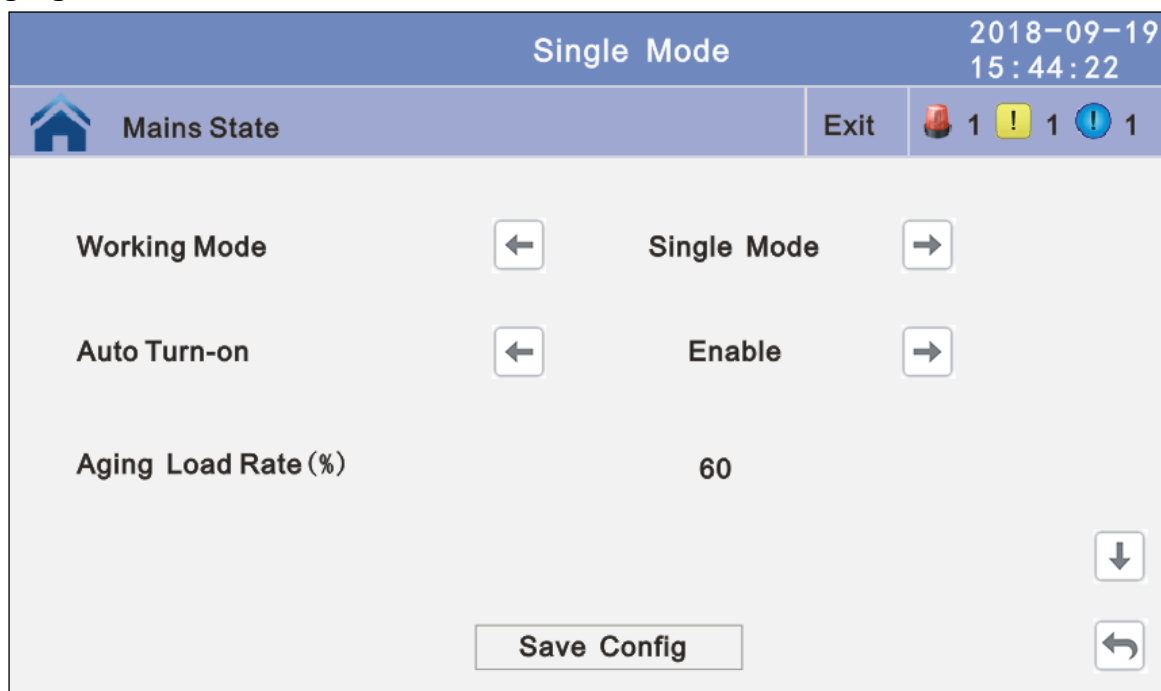 Single Mode
2018-09-19
15:44:22
Mains State
Exit
1 ! 1 ! 1
Working Mode
Single Mode
Auto Turn-on
Enable
Aging Load Rate(%)
60
Save Config